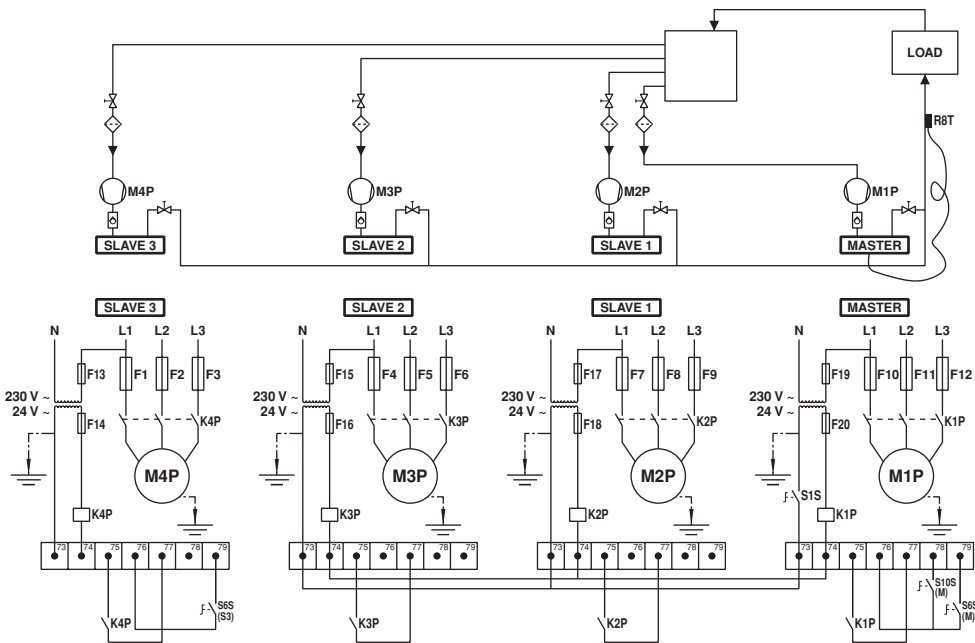 LOAD
R8T
M4P
M3P
M2P
M1P
SLAVE 3
SLAVE 2
SLAVE 1
MASTER
SLAVE 3
SLAVE 2
SLAVE 1
MASTER
N L1 L2 L3
N L1 L2 L3
N L1 L2 L3
N L1 L2 L3
F13 F1 F2 F3
F15 F4 F5 F6
F17 F7 F8 F9
F19 F10 F11 F12
230 V ~
24 V ~
230 V ~
24 V ~
230 V ~
24 V ~
230 V ~
24 V ~
F14 K4P
F16 K3P
F18 K2P
F20 K1P
M4P
M3P
M2P
M1P
S1S
K4P
K3P
K2P
K1P
73 74 75 76 77 78 79
73 74 75 76 77 78 79
73 74 75 76 77 78 79
73 74 75 76 77 78 79
K4P
S6S
(S3)
K3P
K2P
K1P
S10S
(M)
S6S
(M)